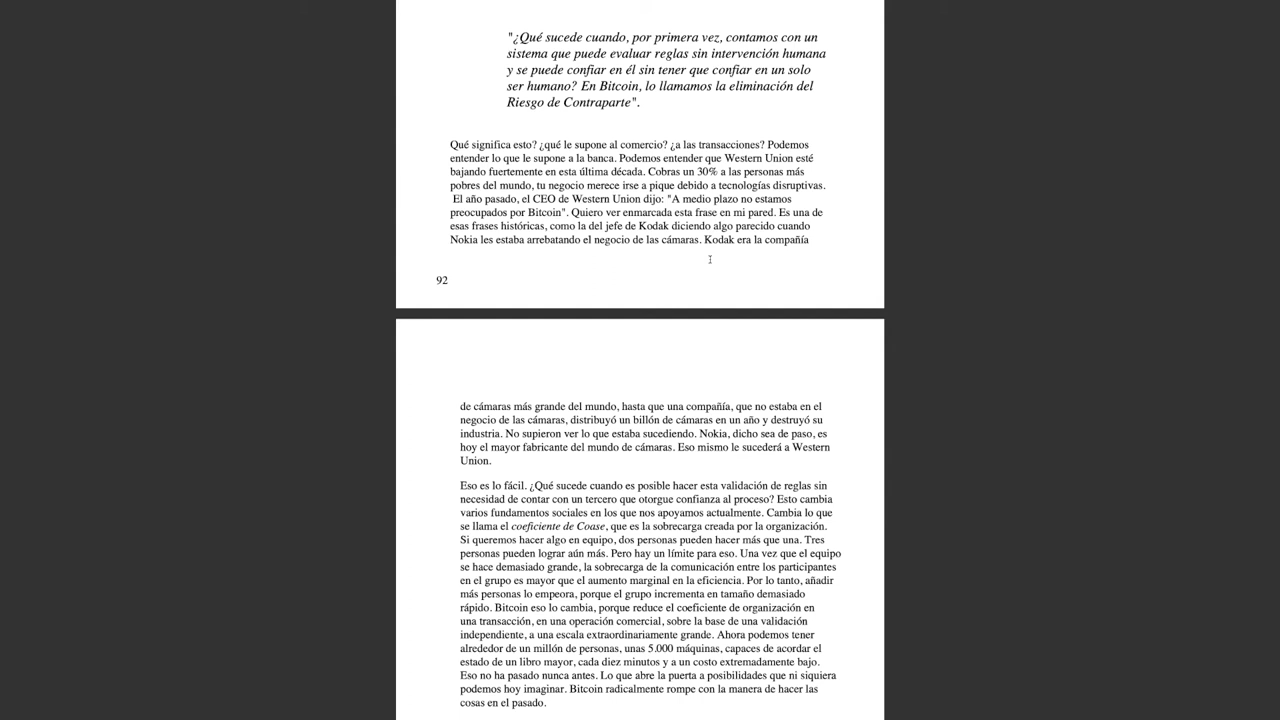 "¿Qué sucede cuando, por primera vez, contamos con un
sistema que puede evaluar reglas sin intervención humana
y se puede confiar en él sin tener que confiar en un solo
ser humano? En Bitcoin, lo llamamos la eliminación del
Riesgo de Contraparte".
Qué significa esto? ¿qué le supone al comercio? ¿a las transacciones? Podemos
entender lo que le supone a la banca. Podemos entender que Western Union esté
bajando fuertemente en esta última década. Cobras un 30% a las personas más
pobres del mundo, tu negocio merece irse a pique debido a tecnologías disruptivas.
El año pasado, el CEO de Western Union dijo: "A medio plazo no estamos
preocupados por Bitcoin". Quiero ver enmarcada esta frase en mi pared. Es una de
esas frases históricas, como la del jefe de Kodak diciendo algo parecido cuando
Nokia les estaba arrebatando el negocio de las cámaras. Kodak era la compañía
92
de cámaras más grande del mundo, hasta que una compañía, que no estaba en el
negocio de las cámaras, distribuyó un billón de cámaras en un año y destruyó su
industria. No supieron ver lo que estaba sucediendo. Nokia, dicho sea de paso, es
hoy el mayor fabricante del mundo de cámaras. Eso mismo le sucederá a Western
Union.
Eso es lo fácil. ¿Qué sucede cuando es posible hacer esta validación de reglas sin
necesidad de contar con un tercero que otorgue confianza al proceso? Esto cambia
varios fundamentos sociales en los que nos apoyamos actualmente. Cambia lo que
se llama el coeficiente de Coase, que es la sobrecarga creada por la organización.
Si queremos hacer algo en equipo, dos personas pueden hacer más que una. Tres
personas pueden lograr aún más. Pero hay un límite para eso. Una vez que el equipo
se hace demasiado grande, la sobrecarga de la comunicación entre los participantes
en el grupo es mayor que el aumento marginal en la eficiencia. Por lo tanto, añadir
más personas lo empeora, porque el grupo incrementa en tamaño demasiado
rápido. Bitcoin eso lo cambia, porque reduce el coeficiente de organización en
una transacción, en una operación comercial, sobre la base de una validación
independiente, a una escala extraordinariamente grande. Ahora podemos tener
alrededor de un millón de personas, unas 5.000 máquinas, capaces de acordar el
estado de un libro mayor, cada diez minutos y a un costo extremadamente bajo.
Eso no ha pasado nunca antes. Lo que abre la puerta a posibilidades que ni siquiera
podemos hoy imaginar. Bitcoin radicalmente rompe con la manera de hacer las
cosas en el pasado.